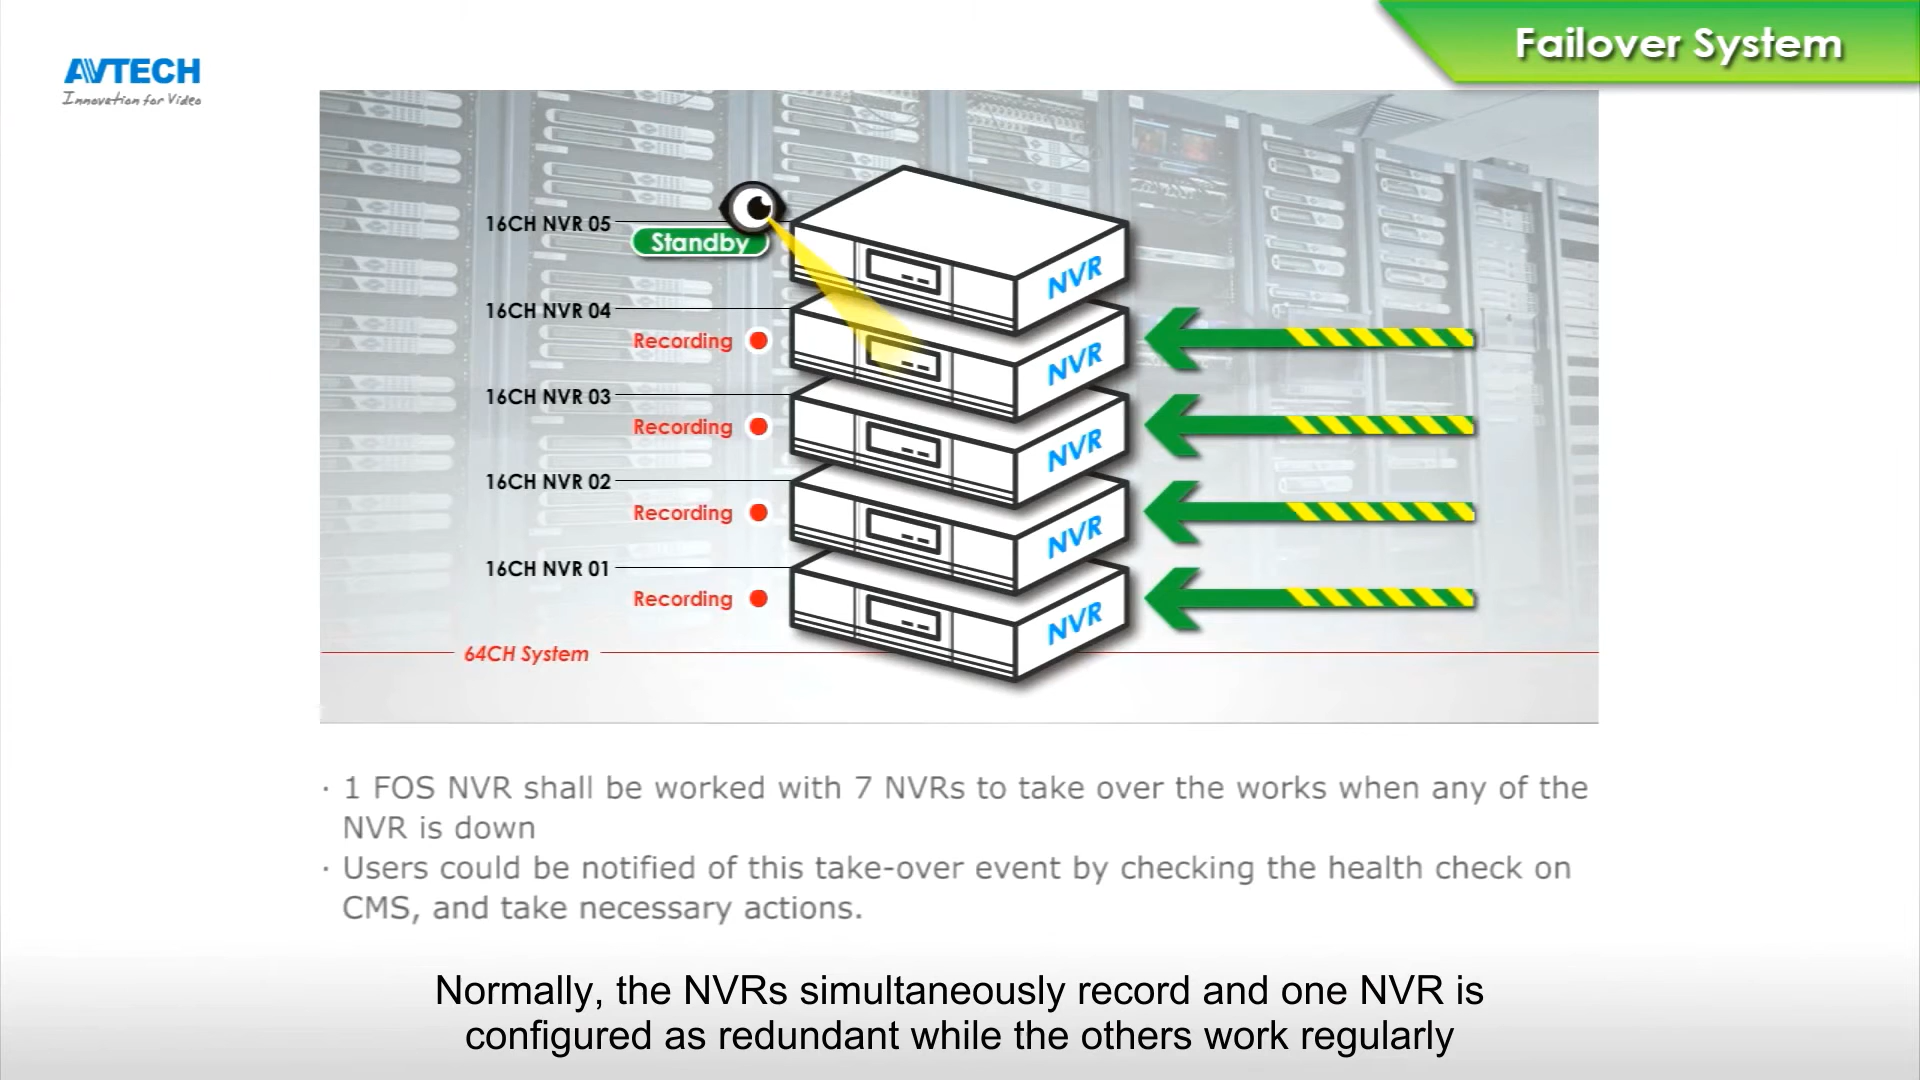 Failover System
AVTECH
Innovation for Video
16CH NVR 05
Standby
NVR
16CH NVR 04
Recording
NVR
16CH NVR 03
Recording
NVR
16CH NVR 02
Recording
NVR
16CH NVR 01
Recording
NVR
64CH System
· 1 FOS NVR shall be worked with 7 NVRs to take over the works when any of the
NVR is down
· Users could be notified of this take-over event by checking the health check on
CMS, and take necessary actions.
Normally, the NVRs simultaneously record and one NVR is
configured as redundant while the others work regularly